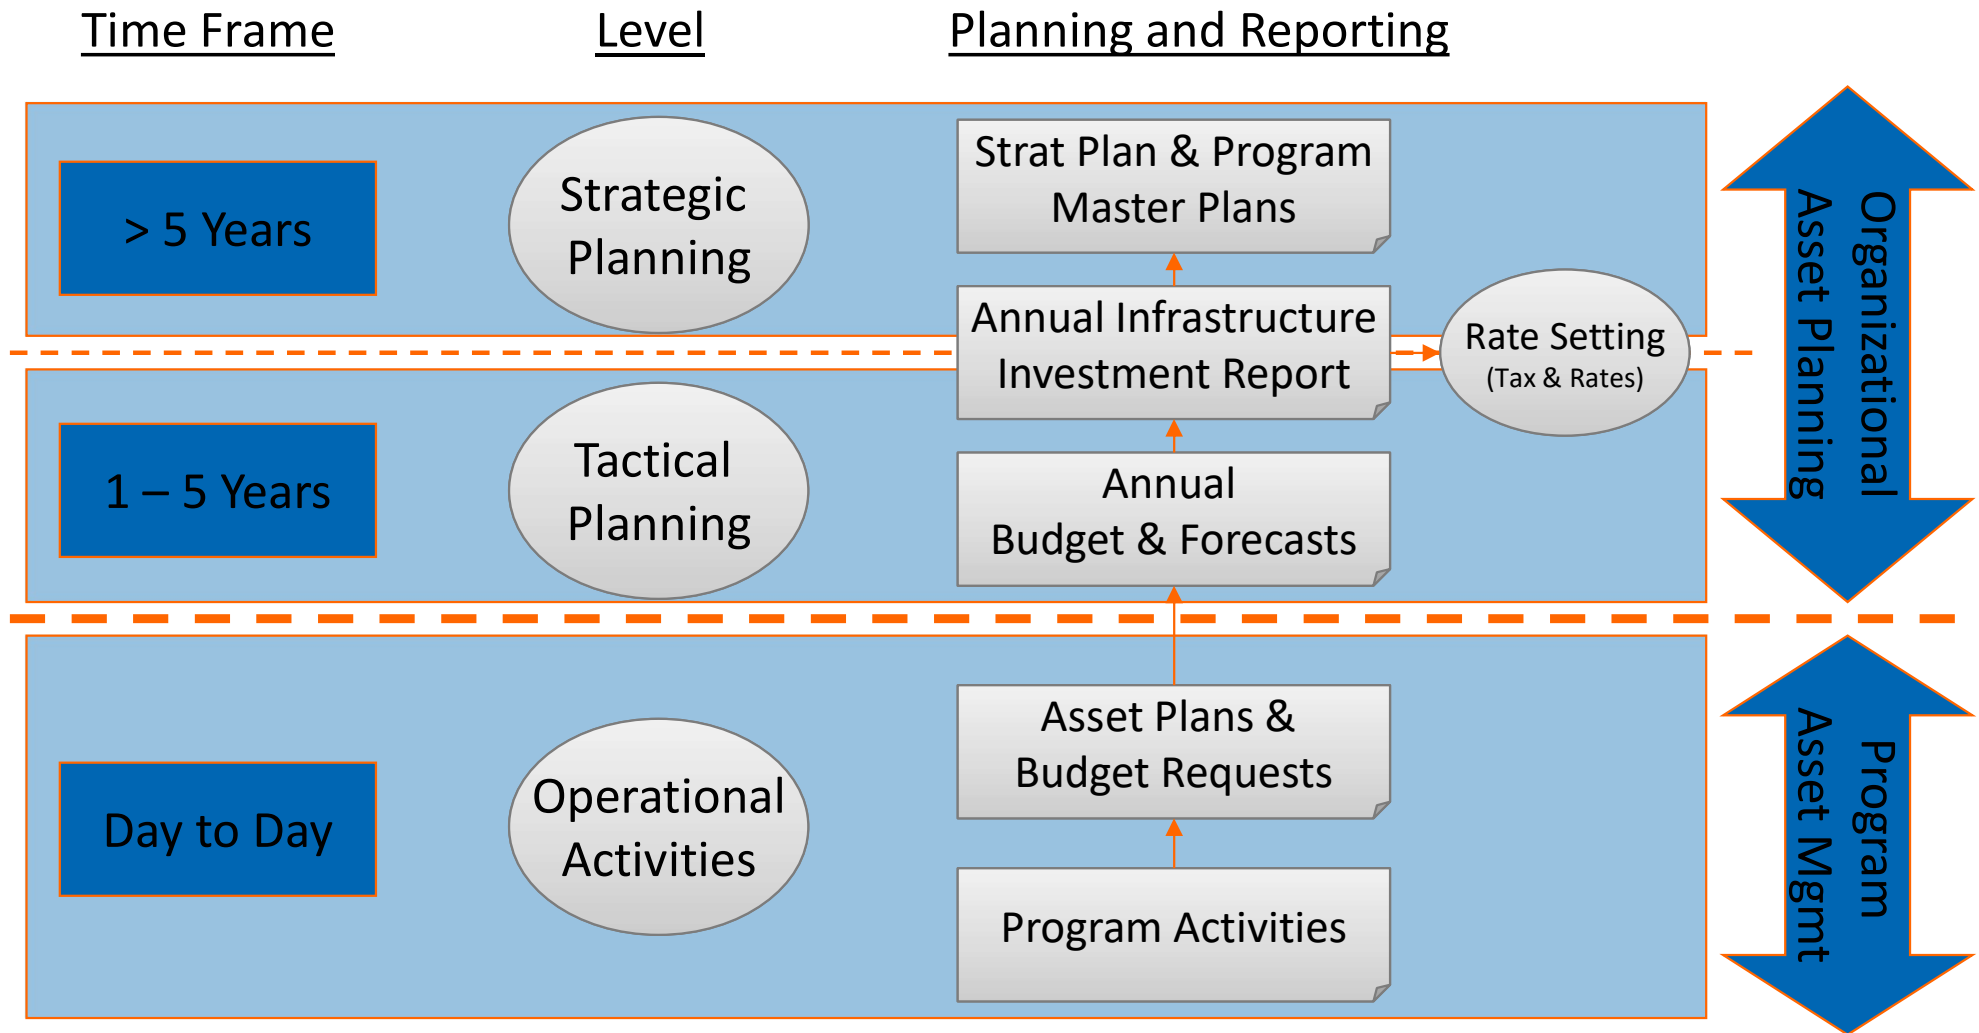 Time Frame
Level
Planning and Reporting
> 5 Years
Strategic
Planning
Strat Plan & Program
Master Plans
Annual Infrastructure
Investment Report
Rate Setting
(Tax & Rates)
Organizational
Asset Planning
1 – 5 Years
Tactical
Planning
Annual
Budget & Forecasts
Day to Day
Operational
Activities
Asset Plans &
Budget Requests
Program Activities
Program
Asset Mgmt